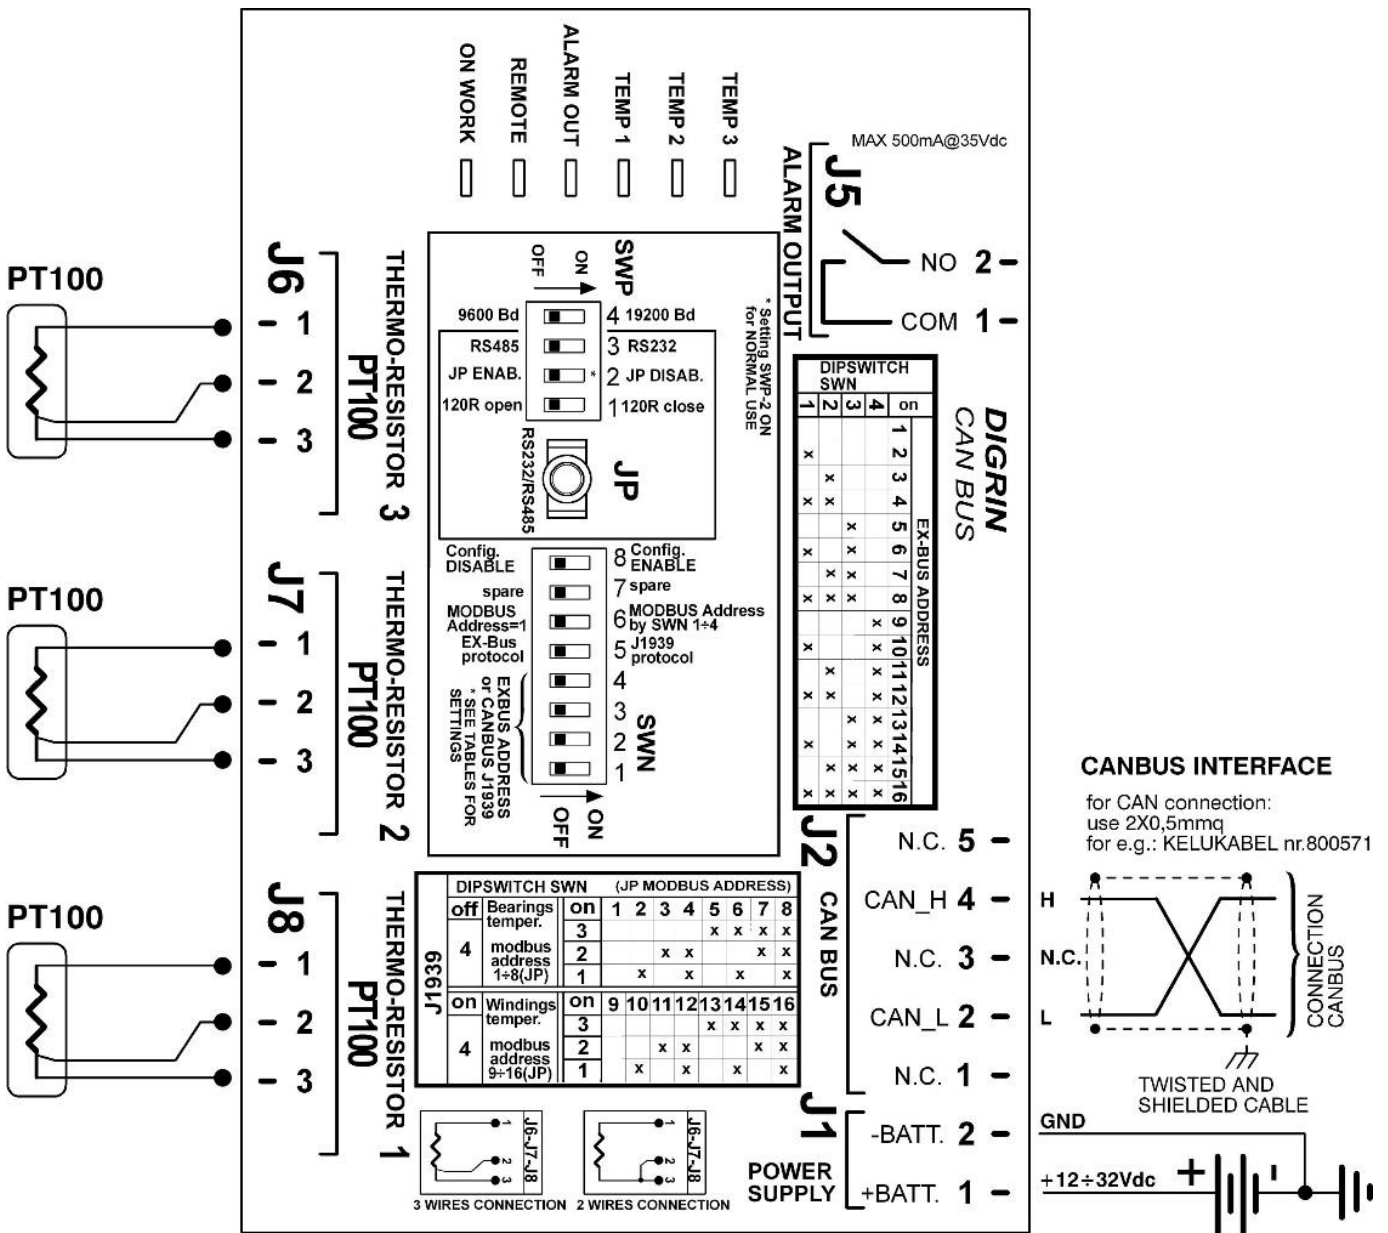 ON WORK
REMOTE
ALARM OUT
TEMP 1
TEMP 2
TEMP 3
MAX 500mA@35Vdc
J5
ALARM OUTPUT
NO 2
COM 1
PT100
J6
1
2
3
THERMO-RESISTOR 3
PT100
PT100
J7
1
2
3
THERMO-RESISTOR 2
PT100
PT100
J8
1
2
3
THERMO-RESISTOR 1
PT100
SWP
OFF ON
9600 Bd 4 19200 Bd
RS485 3 RS232
JP ENAB. * 2 JP DISAB.
120R open 1 120R close
* Setting SWP-2 ON
for NORMAL USE
RS232/RS485
JP
Config.
DISABLE
8 Config.
ENABLE
spare 7 spare
MODBUS
Address=1
6 MODBUS Address
by SWN 1÷4
EX-Bus
protocol
5 J1939
protocol
4
3
2
1
SWN
EXBUS ADDRESS
or CANBUS J1939
* SEE TABLES FOR
SETTINGS
OFF ON
DIPSWITCH
SWN
1 2 3 4 on
1
x 2
x 3
x x 4
x 5
x x 6
x x 7
x x x 8
x 9
x x 10
x x 11
x x x 12
x x 13
x x x 14
x x x 15
x x x x 16
EX-BUS ADDRESS
DIGRIN
CAN BUS
J2
CAN BUS
N.C. 5
CAN_H 4
N.C. 3
CAN_L 2
N.C. 1
CANBUS INTERFACE
for CAN connection:
use 2X0,5mmq
for e.g.: KELUKABEL nr.800571
H
N.C.
L
CONNECTION
CANBUS
TWISTED AND
SHIELDED CABLE
J1939
DIPSWITCH SWN (JP MODBUS ADDRESS)
off Bearings temper. on 1 2 3 4 5 6 7 8
3 x x x x
4 modbus address 1÷8(JP) 2 x x x x
1 x x x x
on Windings temper. on 9 10 11 12 13 14 15 16
3 x x x x
4 modbus address 9÷16(JP) 2 x x x x
1 x x x x
1
2
3
J6-J7-J8
3 WIRES CONNECTION
1
2
3
J6-J7-J8
2 WIRES CONNECTION
J1
POWER
SUPPLY
-BATT. 2
+BATT. 1
GND
+12÷32Vdc
+ -